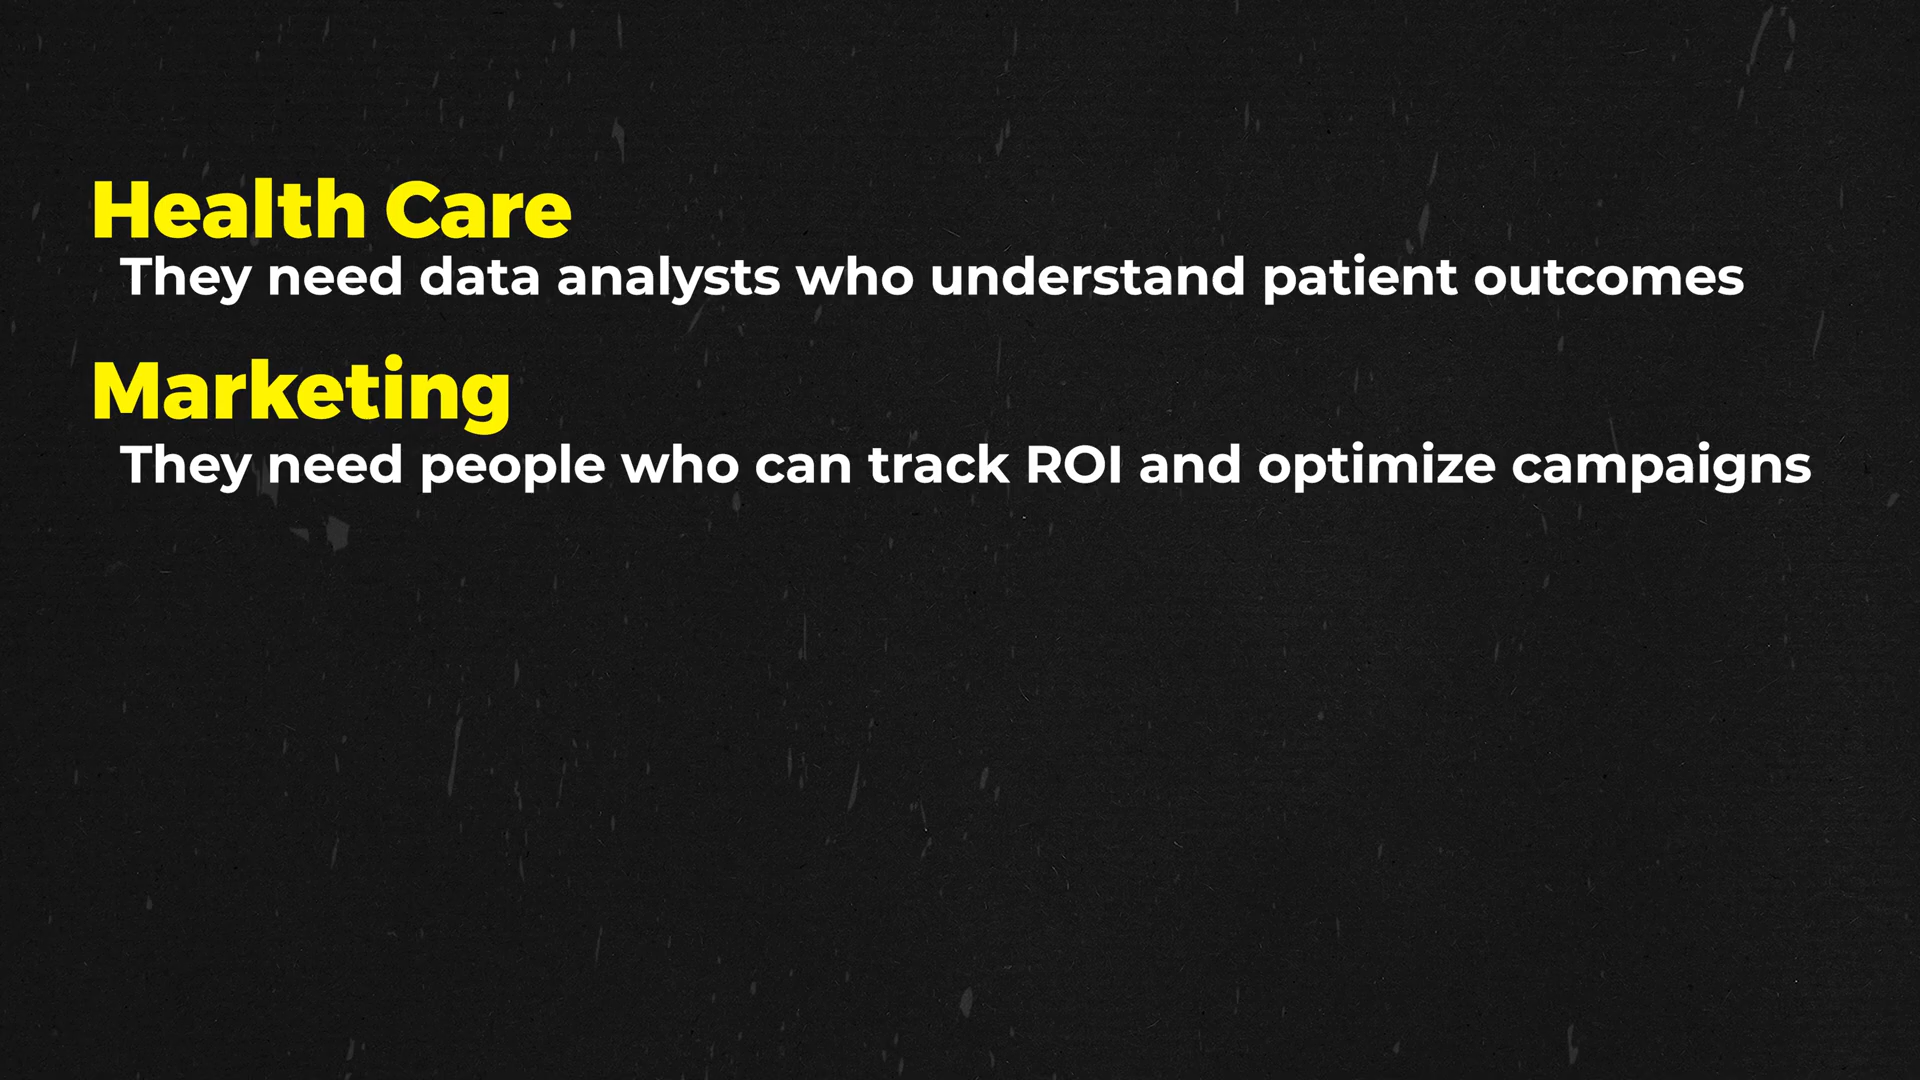 Health Care
They need data analysts who understand patient outcomes
Marketing
They need people who can track ROI and optimize campaigns